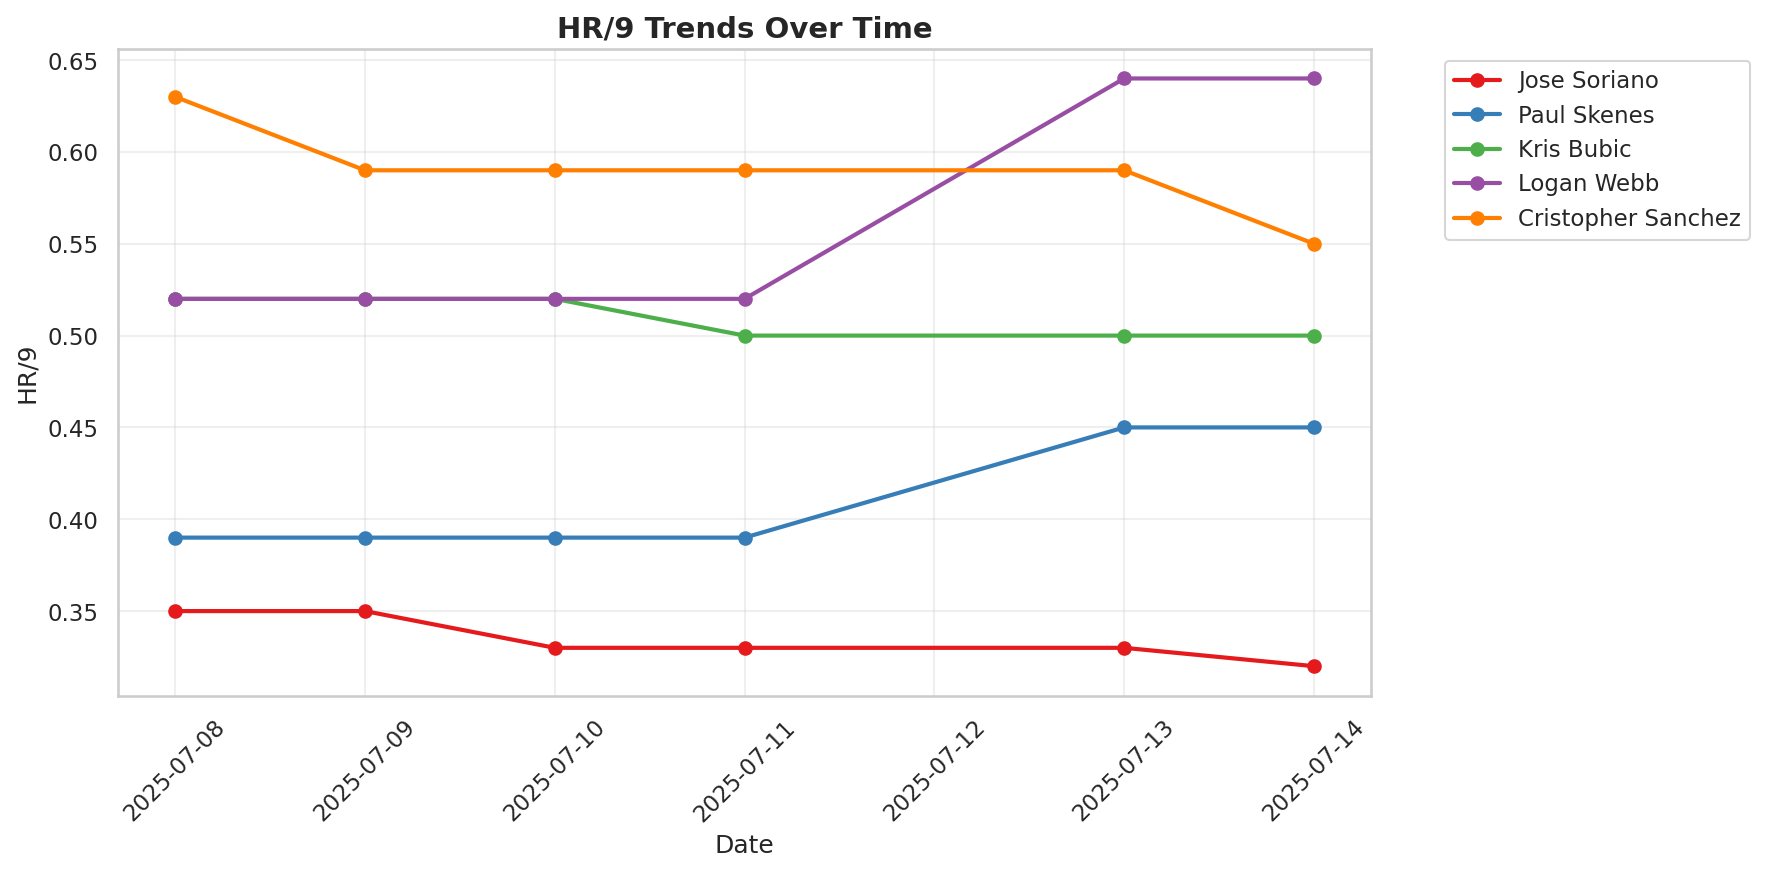 HR/9 Trends Over Time
0.65
0.60
0.55
0.50
0.45
0.40
0.35
HR/9
2025-07-08
2025-07-09
2025-07-10
2025-07-11
2025-07-12
2025-07-13
2025-07-14
Date
Jose Soriano
Paul Skenes
Kris Bubic
Logan Webb
Cristopher Sanchez